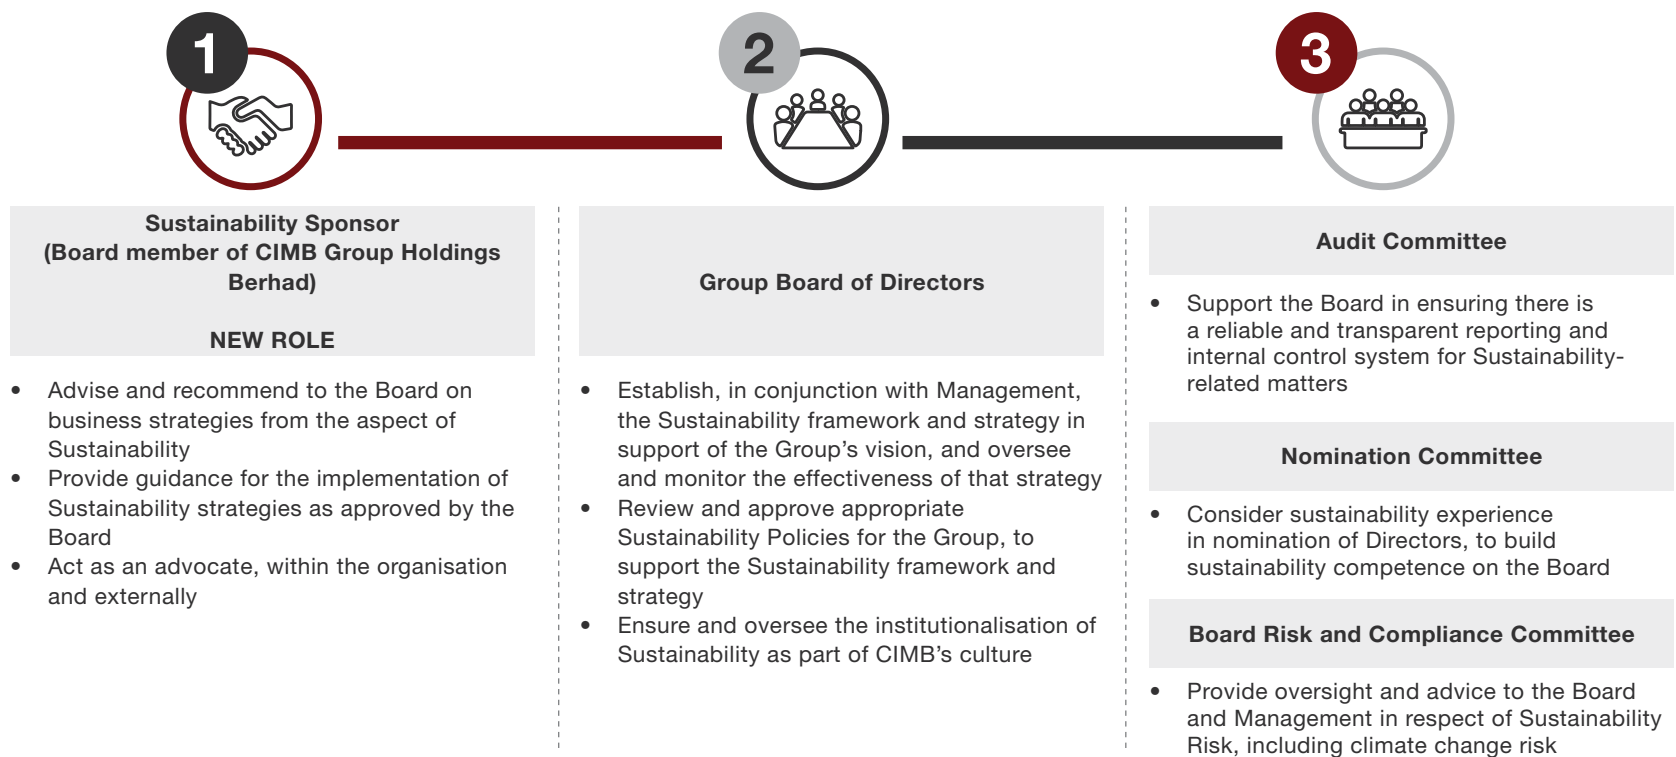 1
2
3
Sustainability Sponsor
(Board member of CIMB Group Holdings
Berhad)
NEW ROLE
• Advise and recommend to the Board on
business strategies from the aspect of
Sustainability
• Provide guidance for the implementation of
Sustainability strategies as approved by the
Board
• Act as an advocate, within the organisation
and externally
Group Board of Directors
• Establish, in conjunction with Management,
the Sustainability framework and strategy in
support of the Group’s vision, and oversee
and monitor the effectiveness of that strategy
• Review and approve appropriate
Sustainability Policies for the Group, to
support the Sustainability framework and
strategy
• Ensure and oversee the institutionalisation of
Sustainability as part of CIMB’s culture
Audit Committee
• Support the Board in ensuring there is
a reliable and transparent reporting and
internal control system for Sustainability-
related matters
Nomination Committee
• Consider sustainability experience
in nomination of Directors, to build
sustainability competence on the Board
Board Risk and Compliance Committee
• Provide oversight and advice to the Board
and Management in respect of Sustainability
Risk, including climate change risk